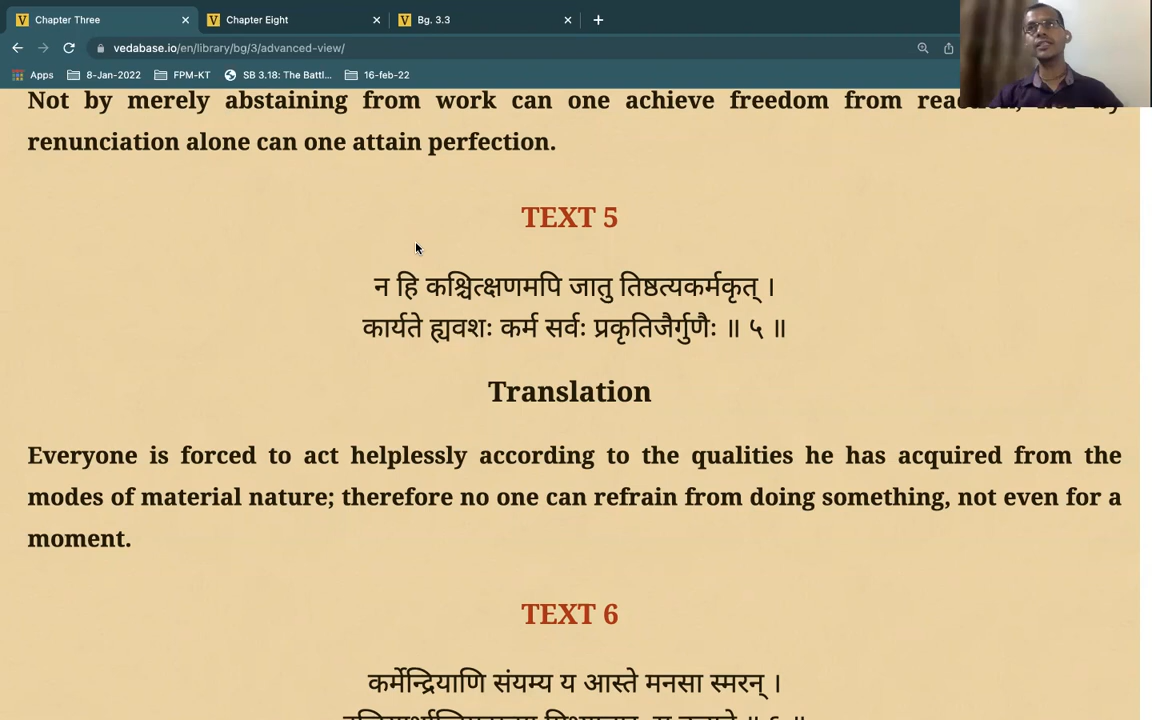 Chapter Three
Chapter Eight
Bg. 3.3
vedabase.io/en/library/bg/3/advanced-view/
Apps 8-Jan-2022 FPM-KT SB 3.18: The Battl... 16-feb-22
Not by merely abstaining from work can one achieve freedom from
renunciation alone can one attain perfection.
TEXT 5
न हि कश्चित्क्षणमपि जातु तिष्ठत्यकर्मकृत् ।
कार्यते ह्यवशः कर्म सर्वः प्रकृतिजैर्गुणैः ॥ ५ ॥
Translation
Everyone is forced to act helplessly according to the qualities he has acquired from the
modes of material nature; therefore no one can refrain from doing something, not even for a
moment.
TEXT 6
कर्मेन्द्रियाणि संयम्य य आस्ते मनसा स्मरन् ।